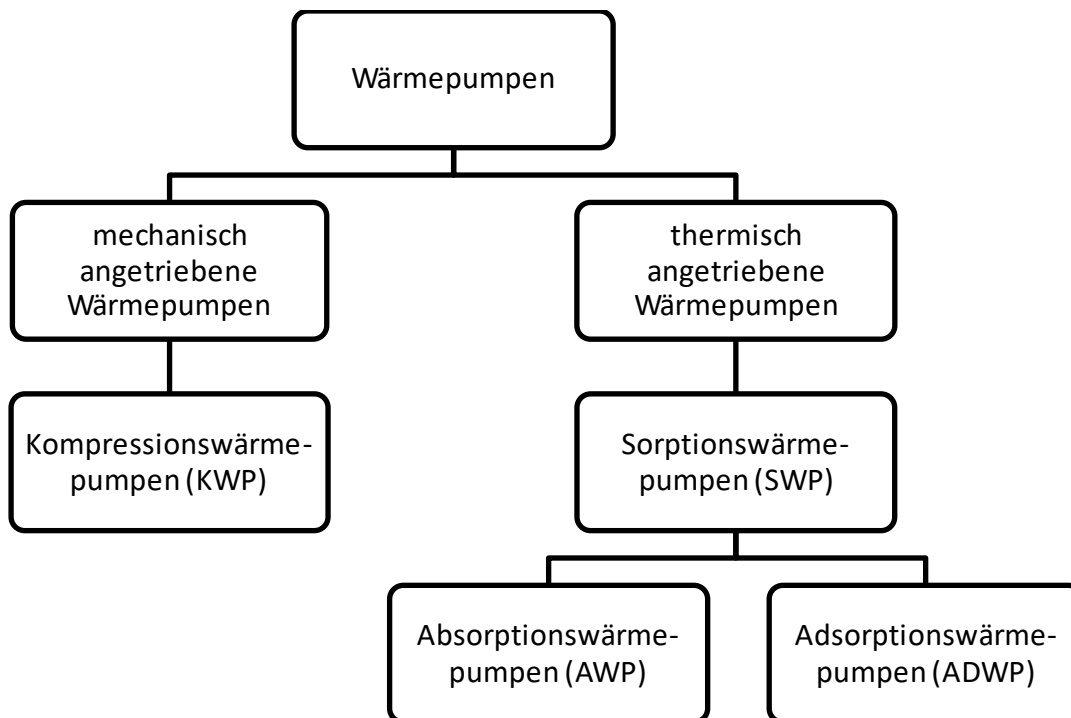 Wärmepumpen
mechanisch
angetriebene
Wärmepumpen
thermisch
angetriebene
Wärmepumpen
Kompressionswärme-
pumpen (KWP)
Sorptionswärme-
pumpen (SWP)
Absorptionswärme-
pumpen (AWP)
Adsorptionswärme-
pumpen (ADWP)